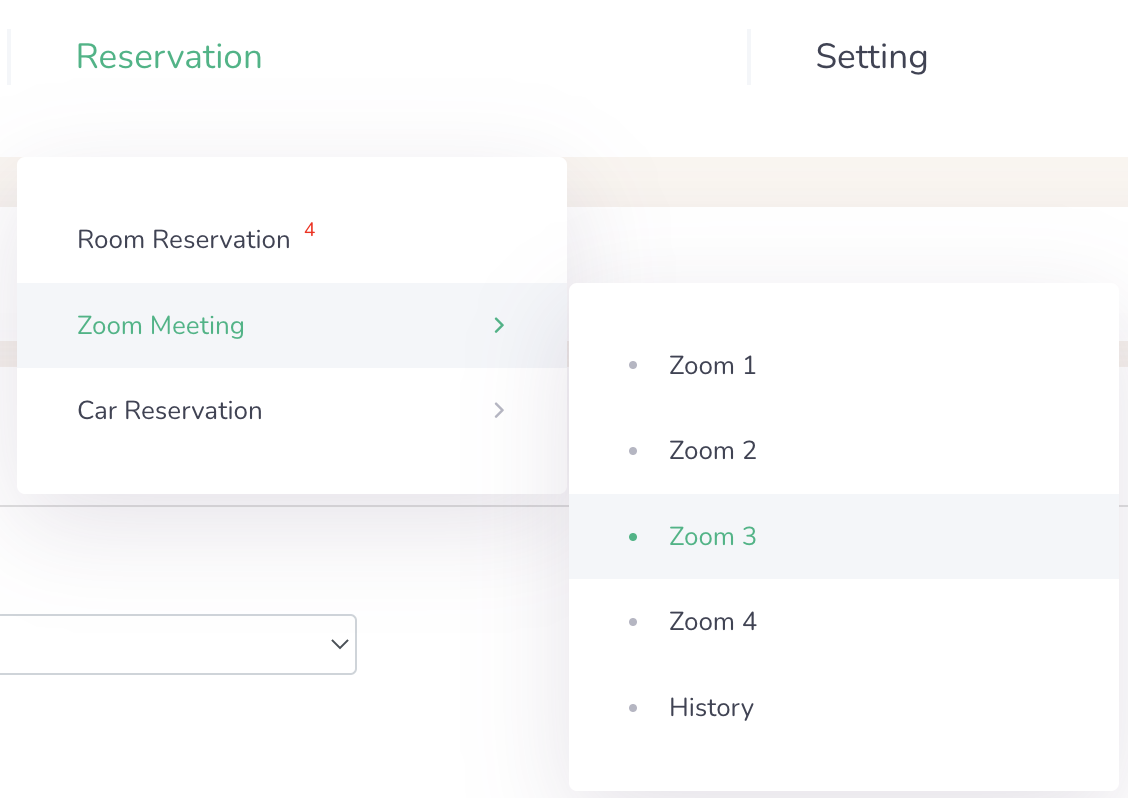 Reservation
Setting
Room Reservation 4
Zoom Meeting
Car Reservation
Zoom 1
Zoom 2
Zoom 3
Zoom 4
History